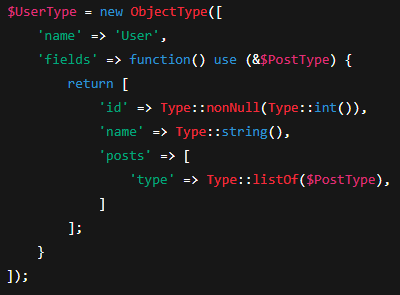 $UserType = new ObjectType([
    'name' => 'User',
    'fields' => function() use (&$PostType) {
        return [
            'id' => Type::nonNull(Type::int()),
            'name' => Type::string(),
            'posts' => [
                'type' => Type::listOf($PostType),
            ]
        ];
    }
]);